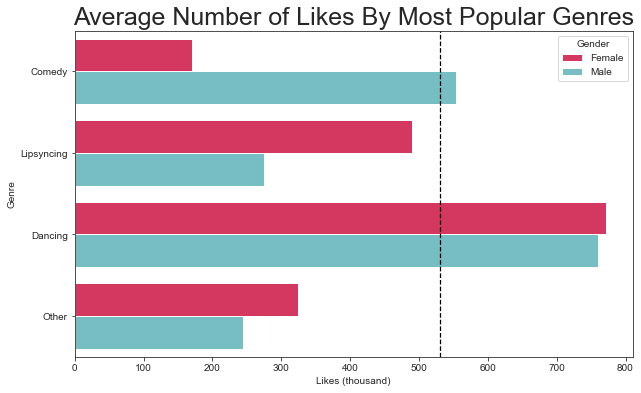 Average Number of Likes By Most Popular Genres
Gender
Female
Male
Comedy
Lipsyncing
Dancing
Other
Genre
0 100 200 300 400 500 600 700 800
Likes (thousand)